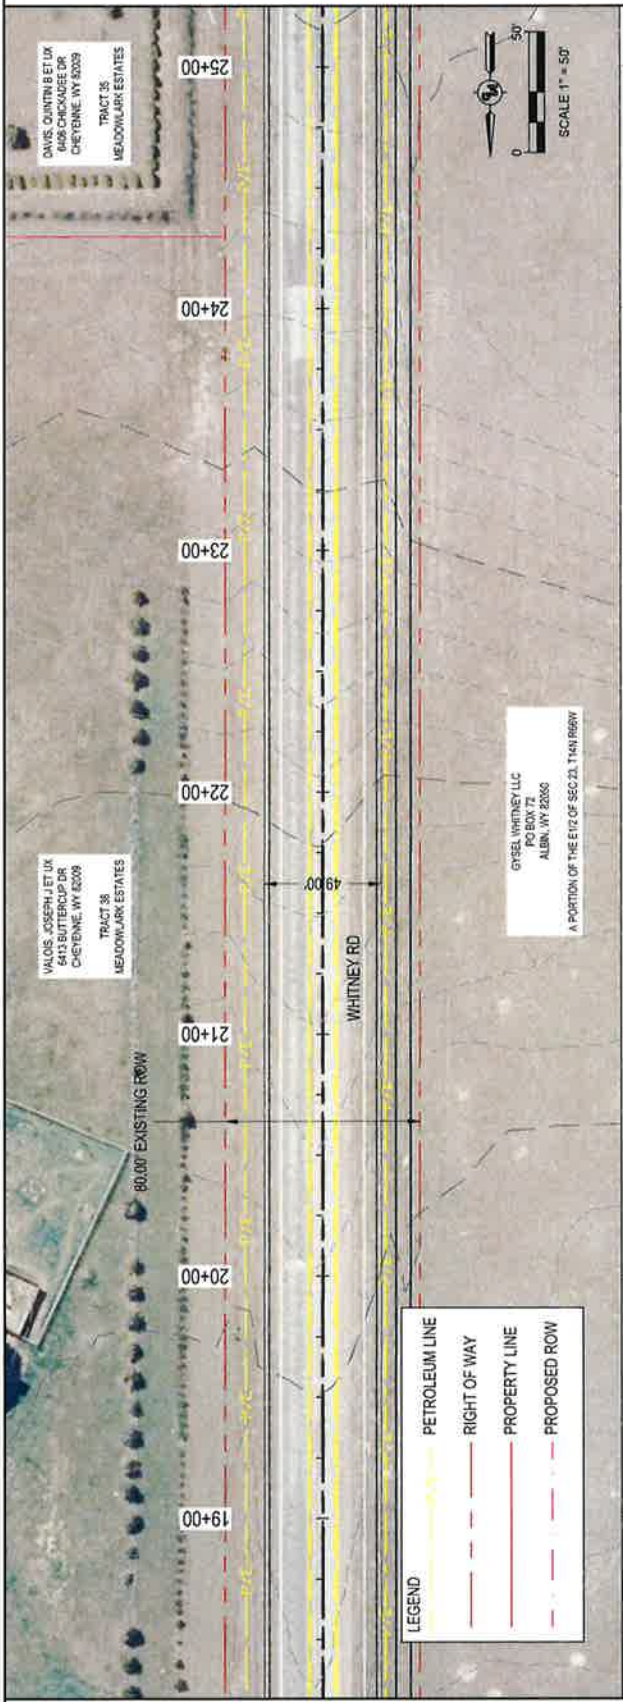 DAVIS, QUINTIN B ET UX
6406 CHICKADEE DR
CHEYENNE, WY 82009
TRACT 35
MEADOWLARK ESTATES
VALOIS, JOSEPH J ET UX
6413 BUTTERCUP DR
CHEYENNE, WY 82009
TRACT 36
MEADOWLARK ESTATES
80.00' EXISTING ROW
19+00
20+00
21+00
22+00
23+00
24+00
25+00
49.00'
WHITNEY RD
GYSEL WHITNEY LLC
PO BOX 72
ALBIN, WY 82050
A PORTION OF THE E1/2 OF SEC 23, T14N R66W
LEGEND
PETROLEUM LINE
RIGHT OF WAY
PROPERTY LINE
PROPOSED ROW
0
50'
SCALE 1" = 50'